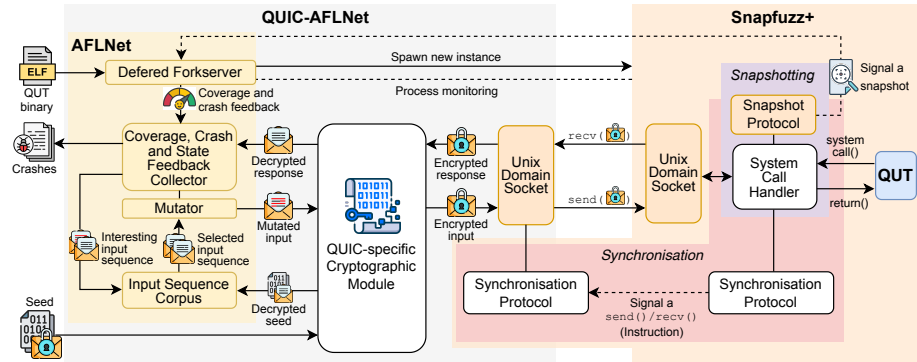 QUIC-AFLNet
Snapfuzz+
AFLNet
ELF
QUT
binary
Defered Forkserver
Spawn new instance
Process monitoring
Coverage and
crash feedback
Snapshotting
Signal a
snapshot
Crashes
Coverage, Crash
and State
Feedback
Collector
Decrypted
response
Encrypted
response
QUIC-specific
Cryptographic
Module
Unix
Domain
Socket
recv(
)
send(
)
Unix
Domain
Socket
Snapshot
Protocol
System
Call
Handler
system
call()
QUT
return()
Mutator
Mutated
input
Encrypted
input
Interesting
input
sequence
Selected
input
sequence
Input Sequence
Corpus
Decrypted
seed
Seed
Synchronisation
Synchronisation
Protocol
Signal a
send()/recv()
(Instruction)
Synchronisation
Protocol